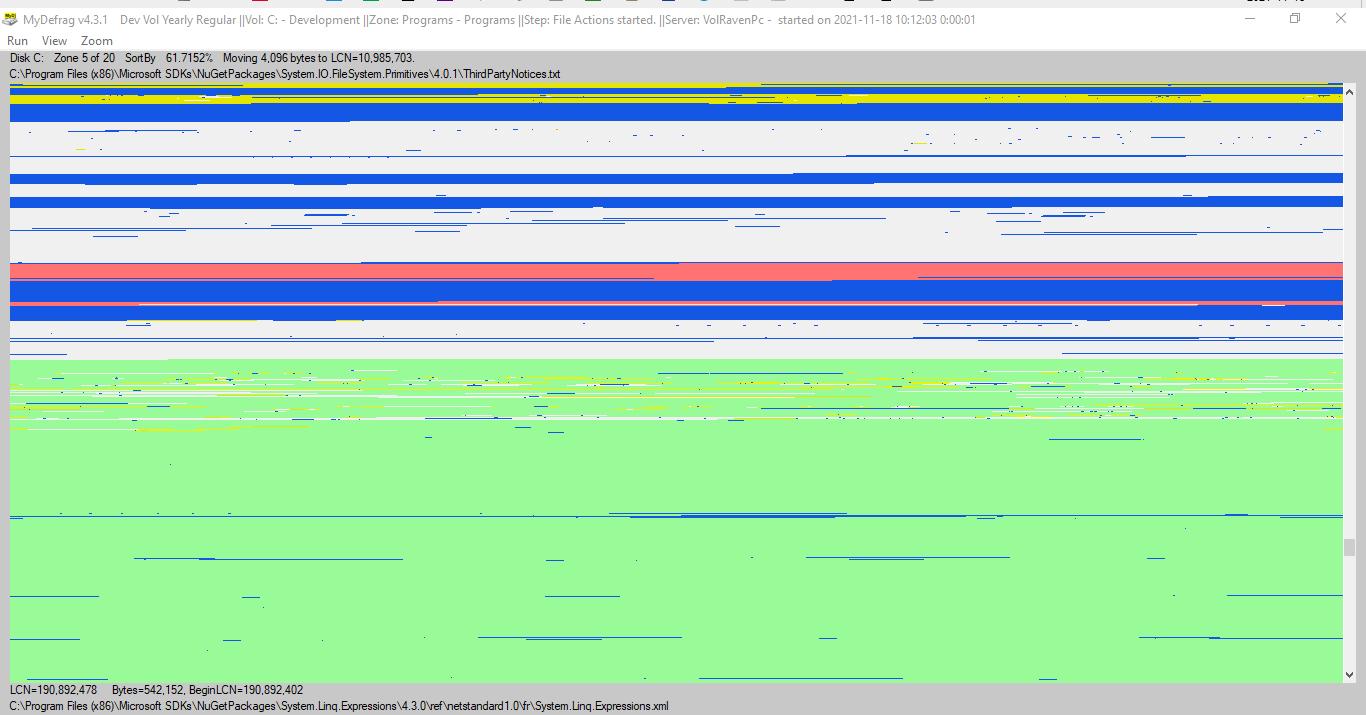 MyDefrag v4.3.1 Dev Vol Yearly Regular ||Vol: C: - Development ||Zone: Programs - Programs ||Step: File Actions started. ||Server: VolRavenPc - started on 2021-11-18 10:12:03 0:00:01
Run View Zoom
Disk C: Zone 5 of 20 SortBy 61.7152% Moving 4,096 bytes to LCN=10,985,703.
C:\Program Files (x86)\Microsoft SDKs\NuGetPackages\System.IO.FileSystem.Primitives\4.0.1\ThirdPartyNotices.txt
LCN=190,892,478 Bytes=542,152, BeginLCN=190,892,402
C:\Program Files (x86)\Microsoft SDKs\NuGetPackages\System.Linq.Expressions\4.3.0\ref\netstandard1.0\fr\System.Linq.Expressions.xml